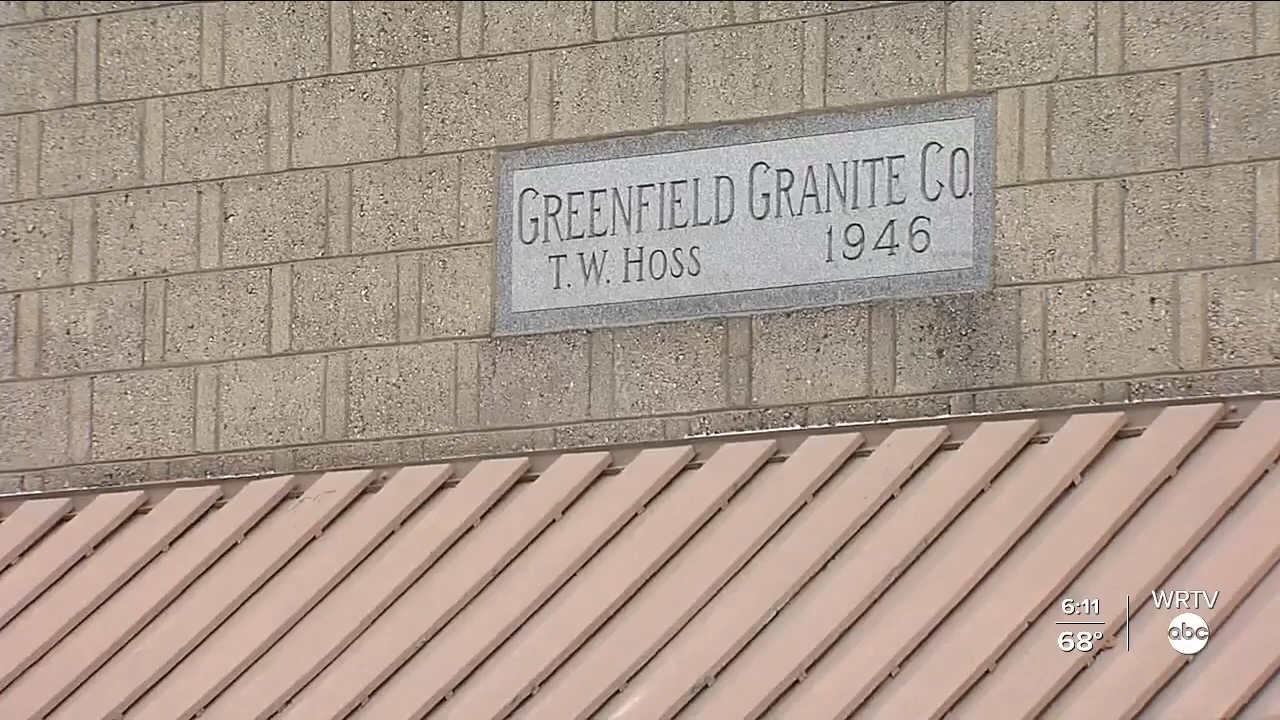 GREENFIELD GRANITE CO.
T.W. HOSS 1946
6:11
68°
WRTV
abc